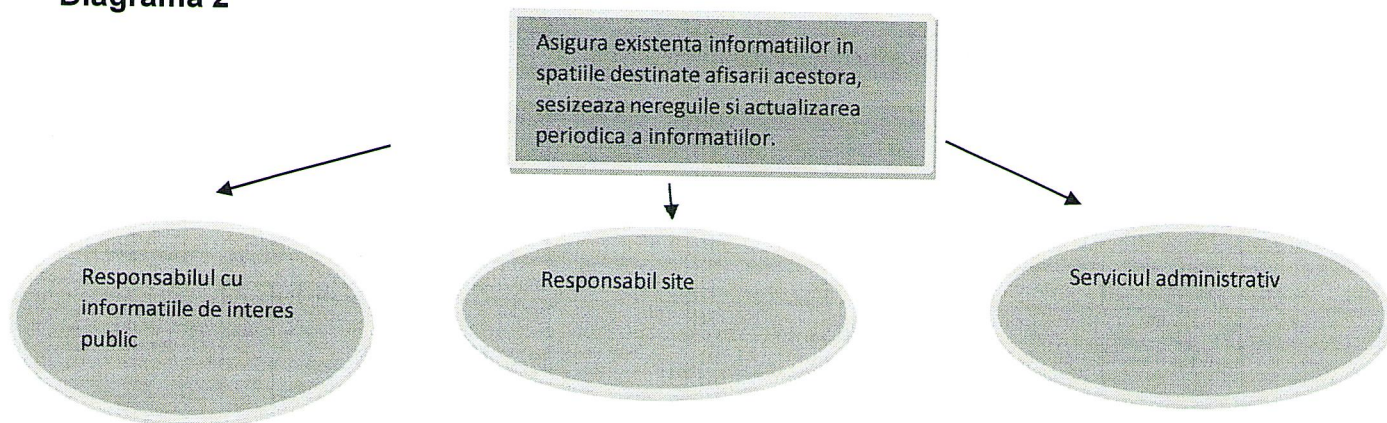 Diagrama 2
Asigura existenta informatiilor in
spatiile destinate afisarii acestora,
sesizeaza nereguile si actualizarea
periodica a informatiilor.
Responsabilul cu
informatiile de interes
public
Responsabil site
Serviciul administrativ